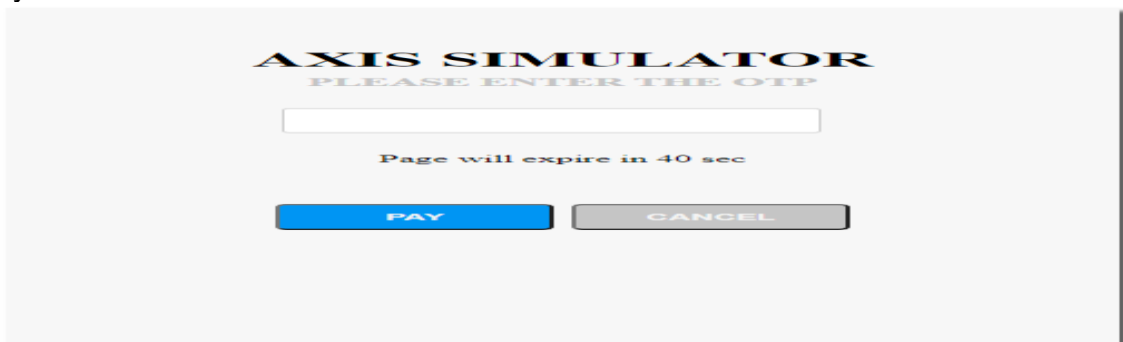 AXIS SIMULATOR
PLEASE ENTER THE OTP
Page will expire in 40 sec
PAY
CANCEL